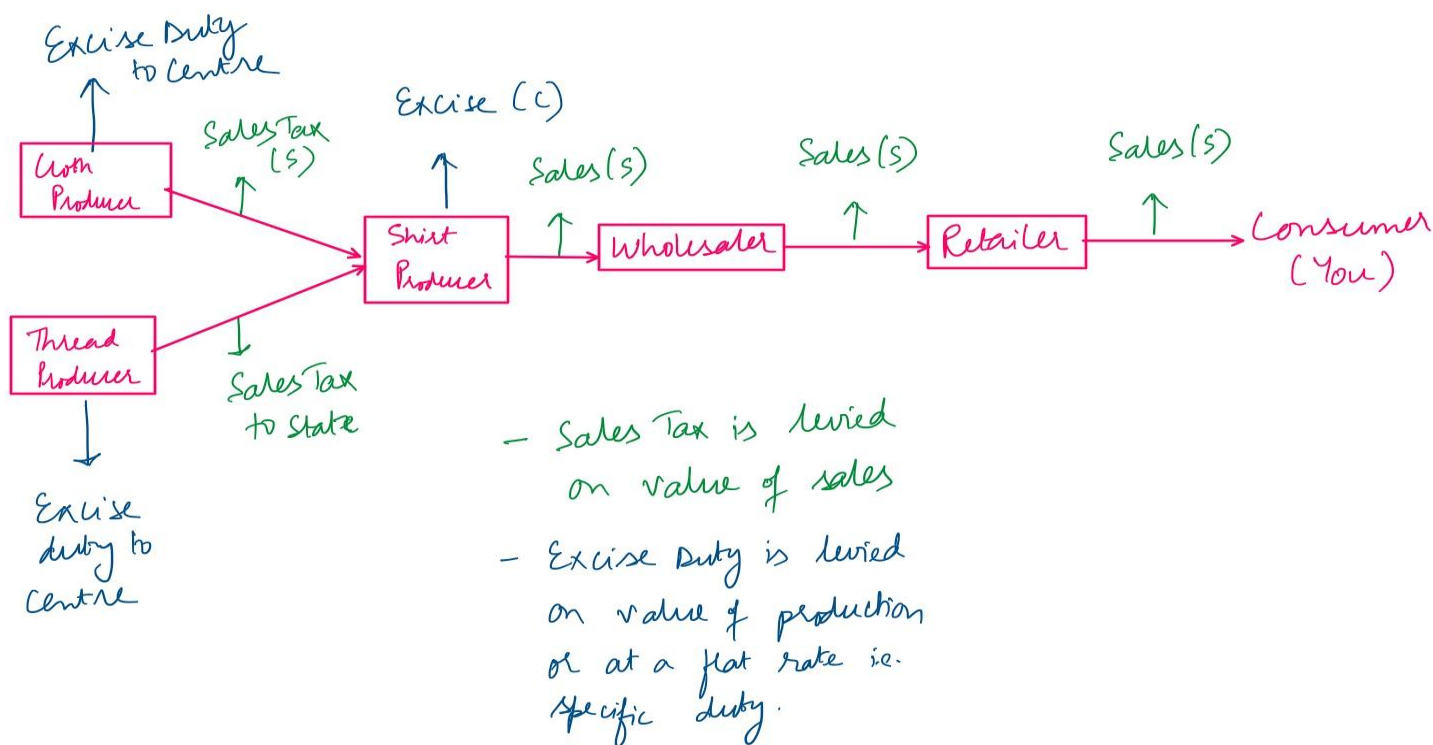 Excise Duty
to Centre
Cloth
Producer
Sales Tax
(S)
Excise (C)
Shirt
Producer
Sales(S)
Wholesaler
Sales(S)
Retailer
Sales(S)
Consumer
(You)
Thread
Producer
Sales Tax
to State
Excise
duty to
Centre
– Sales Tax is levied
on value of sales
– Excise Duty is levied
on value of production
or at a flat rate i.e.
specific duty.